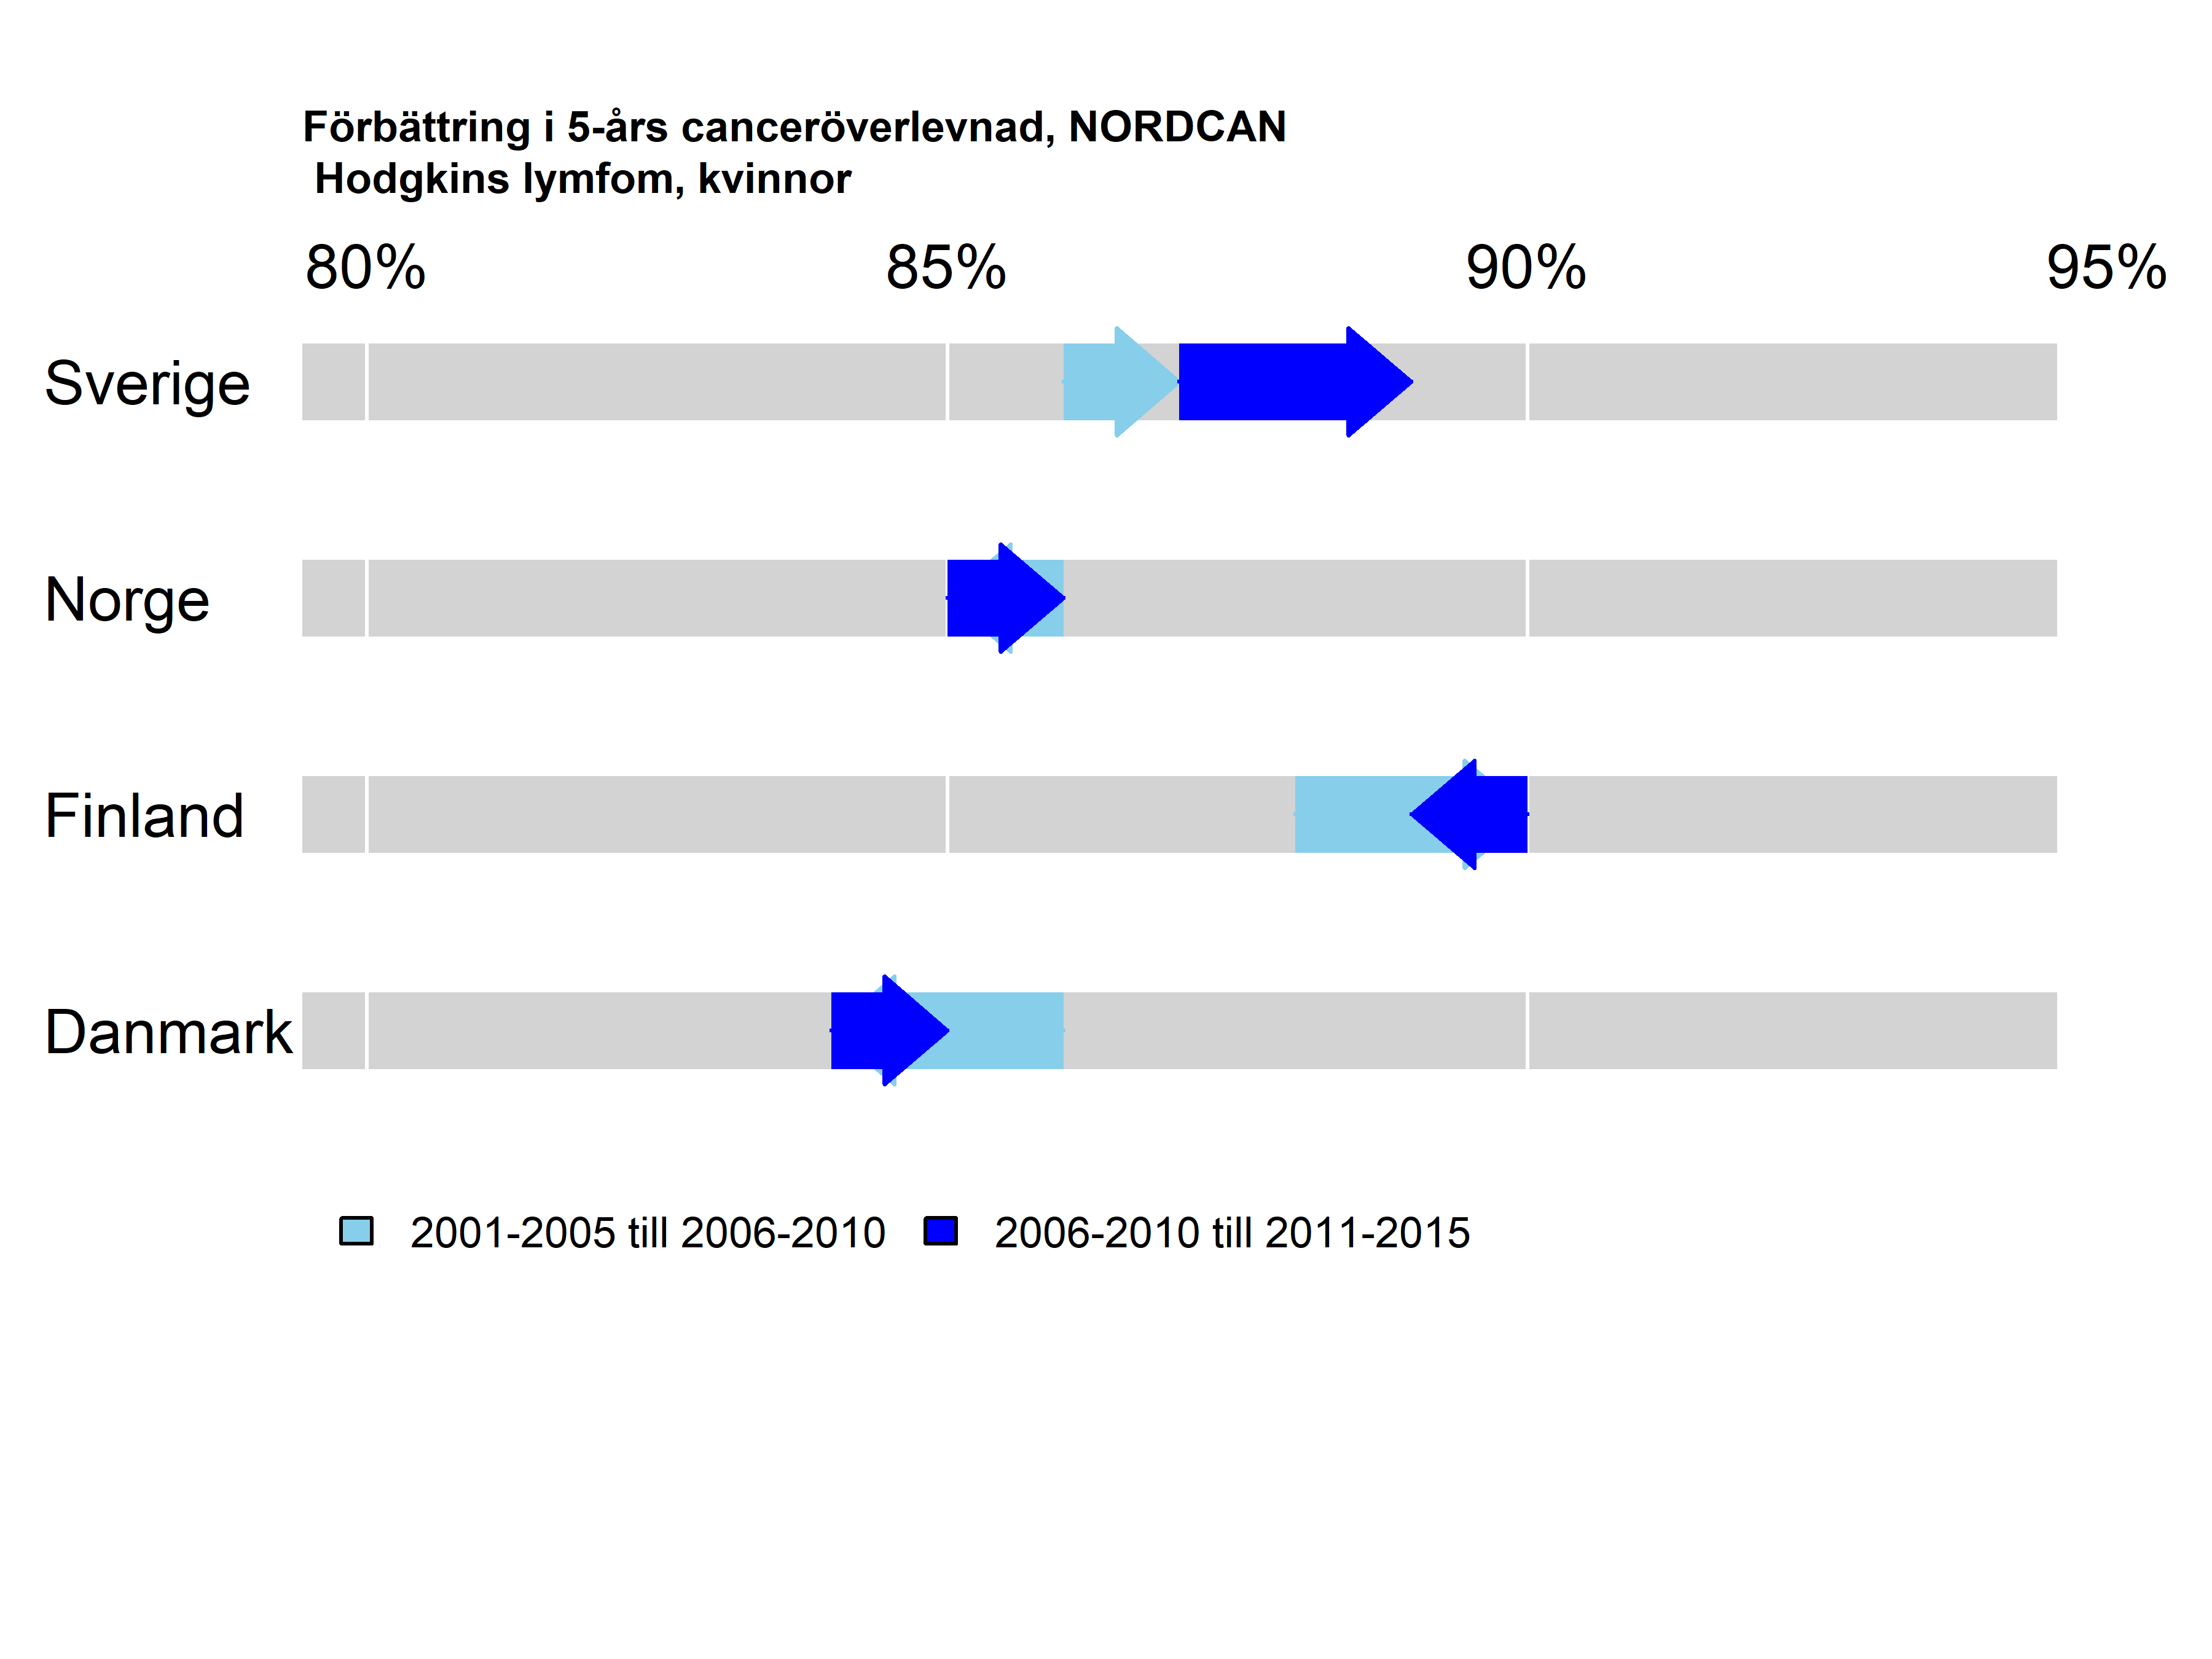 Förbättring i 5-års canceröverlevnad, NORDCAN
Hodgkins lymfom, kvinnor
80% 85% 90% 95%
Sverige
Norge
Finland
Danmark
2001-2005 till 2006-2010 2006-2010 till 2011-2015